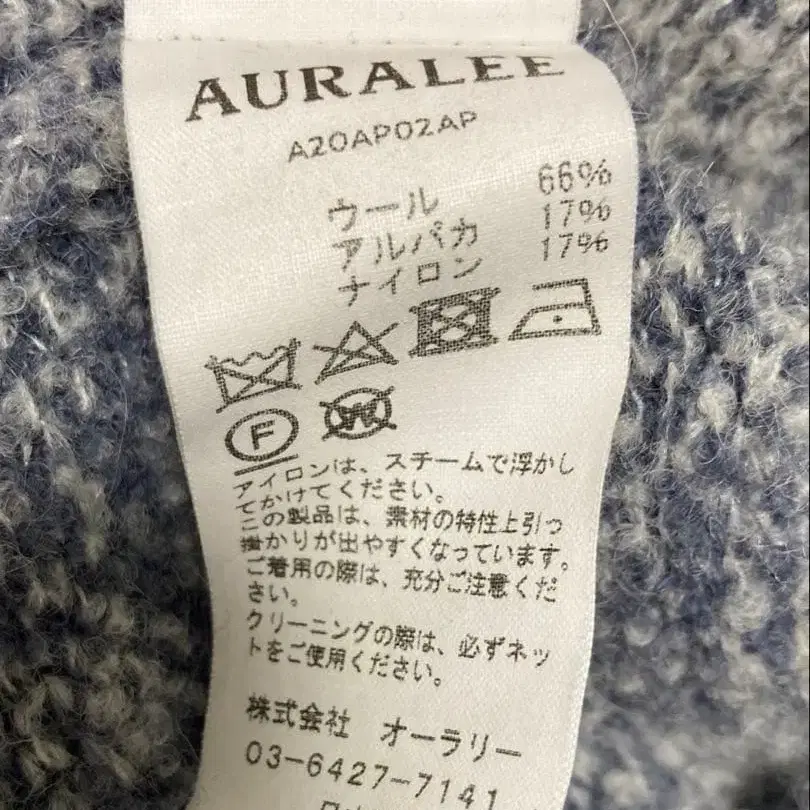 AURALEE
A20AP02AP
ウール 66%
アルパカ 17%
ナイロン 17%
F W
アイロンは、スチームで浮かし
てかけてください。
この製品は、素材の特性上引っ
掛かりが出やすくなっています。
ご着用の際は、充分ご注意くだ
さい。
クリーニングの際は、必ずネッ
トをご使用ください。
株式会社 オーラリー
03-6427-7141